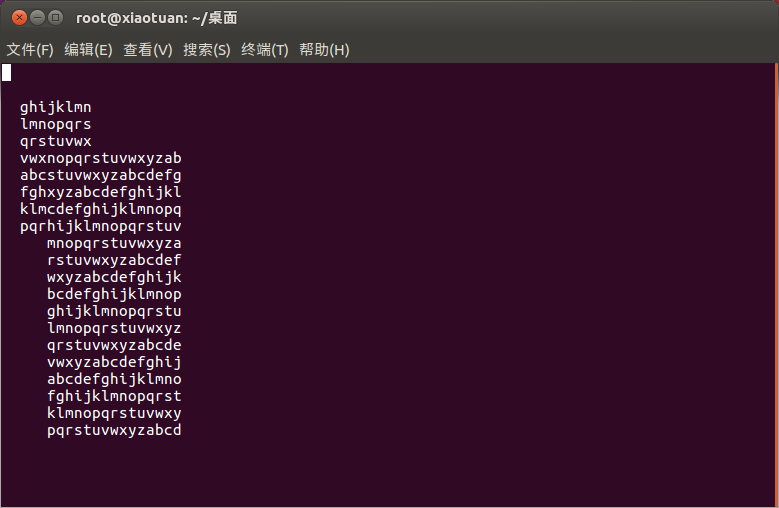 root@xiaotuan: ~/桌面
文件(F) 编辑(E) 查看(V) 搜索(S) 终端(T) 帮助(H)
ghijklmn
lmnopqrs
qrstuvwx
vwxnopqrstuvwxyzab
abcstuvwxyzabcdefg
fghxyzabcdefghijkl
klmcdefghijklmnopq
pqrhijklmnopqrstuv
mnopqrstuvwxyza
rstuvwxyzabcdef
wxyzabcdefghijk
bcdefghijklmnop
ghijklmnopqrstu
lmnopqrstuvwxyz
qrstuvwxyzabcde
vwxyzabcdefghij
abcdefghijklmno
fghijklmnopqrst
klmnopqrstuvwxy
pqrstuvwxyzabcd